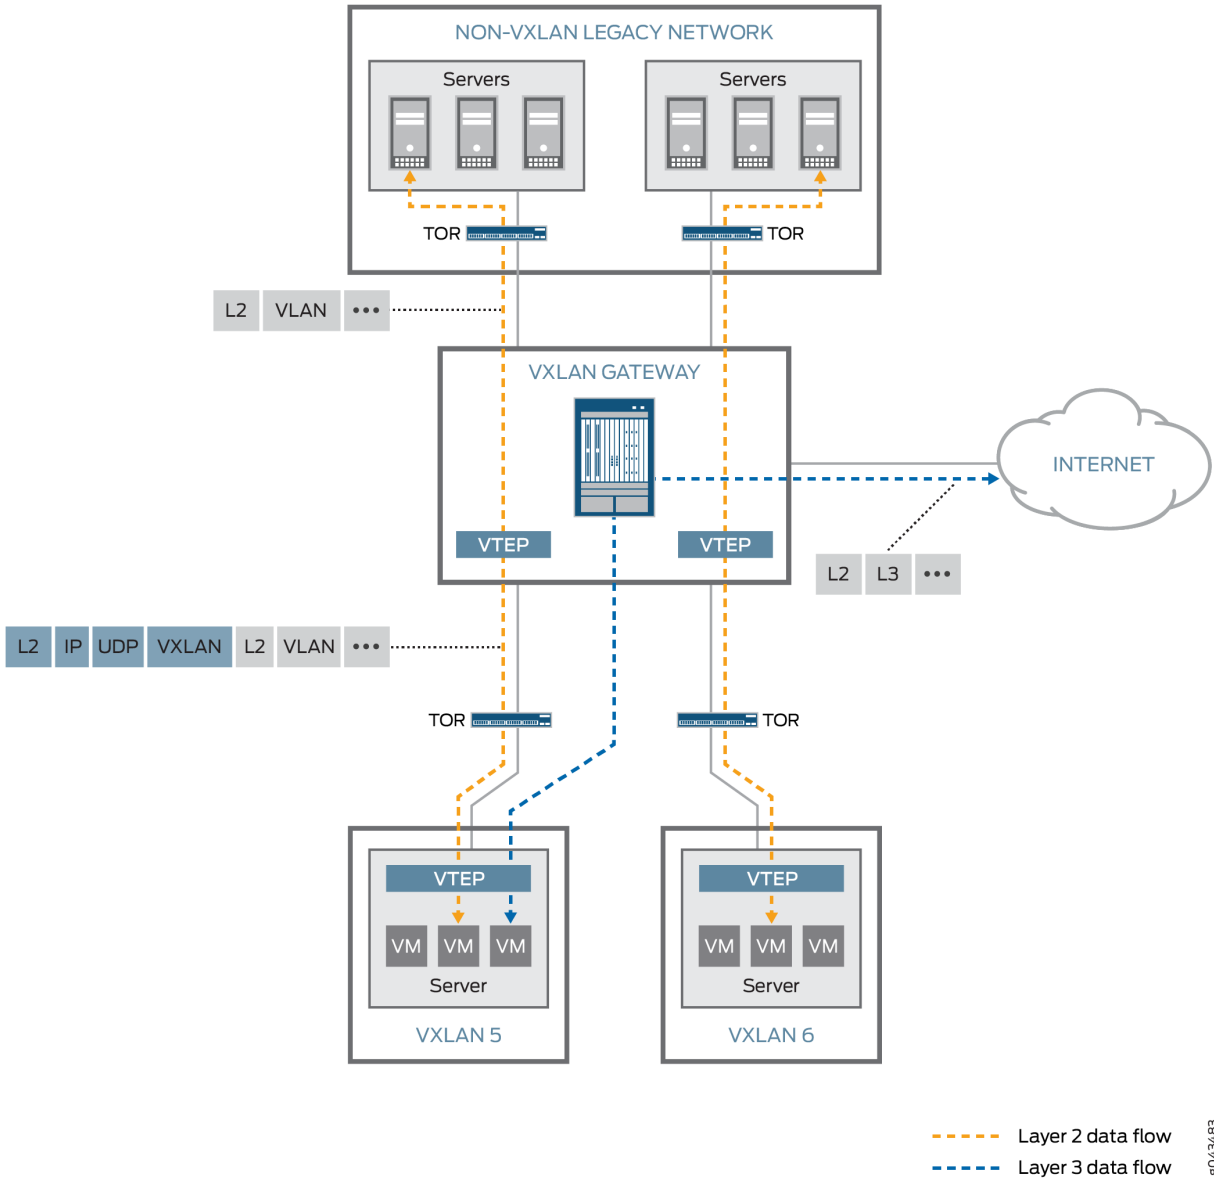 NON-VXLAN LEGACY NETWORK
Servers
Servers
TOR
TOR
L2 VLAN •••
VXLAN GATEWAY
INTERNET
VTEP
VTEP
L2 L3 •••
L2 IP UDP VXLAN L2 VLAN •••
TOR
TOR
VTEP
VTEP
VM VM VM
VM VM VM
Server
Server
VXLAN 5
VXLAN 6
Layer 2 data flow
Layer 3 data flow